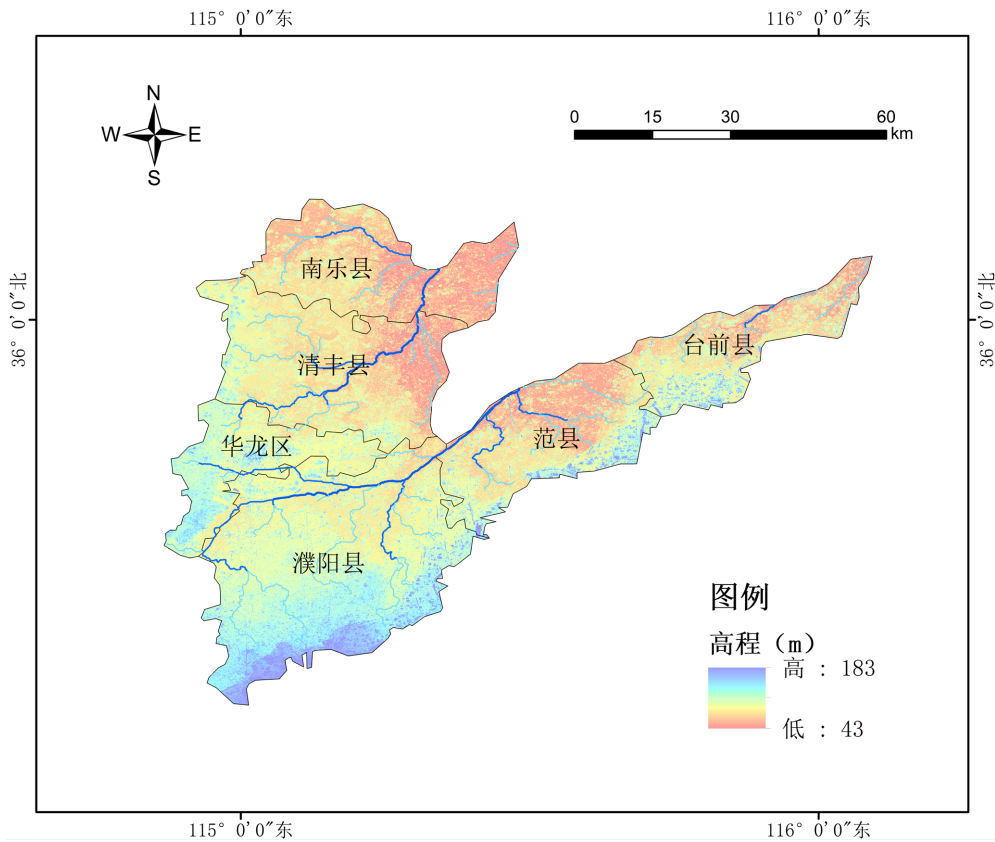 115° 0'0"东
116° 0'0"东
N
W
E
S
0
15
30
60
km
36° 0'0"北
36° 0'0"北
南乐县
清丰县
台前县
华龙区
范县
濮阳县
图例
高程（m）
高 : 183
低 : 43
115° 0'0"东
116° 0'0"东